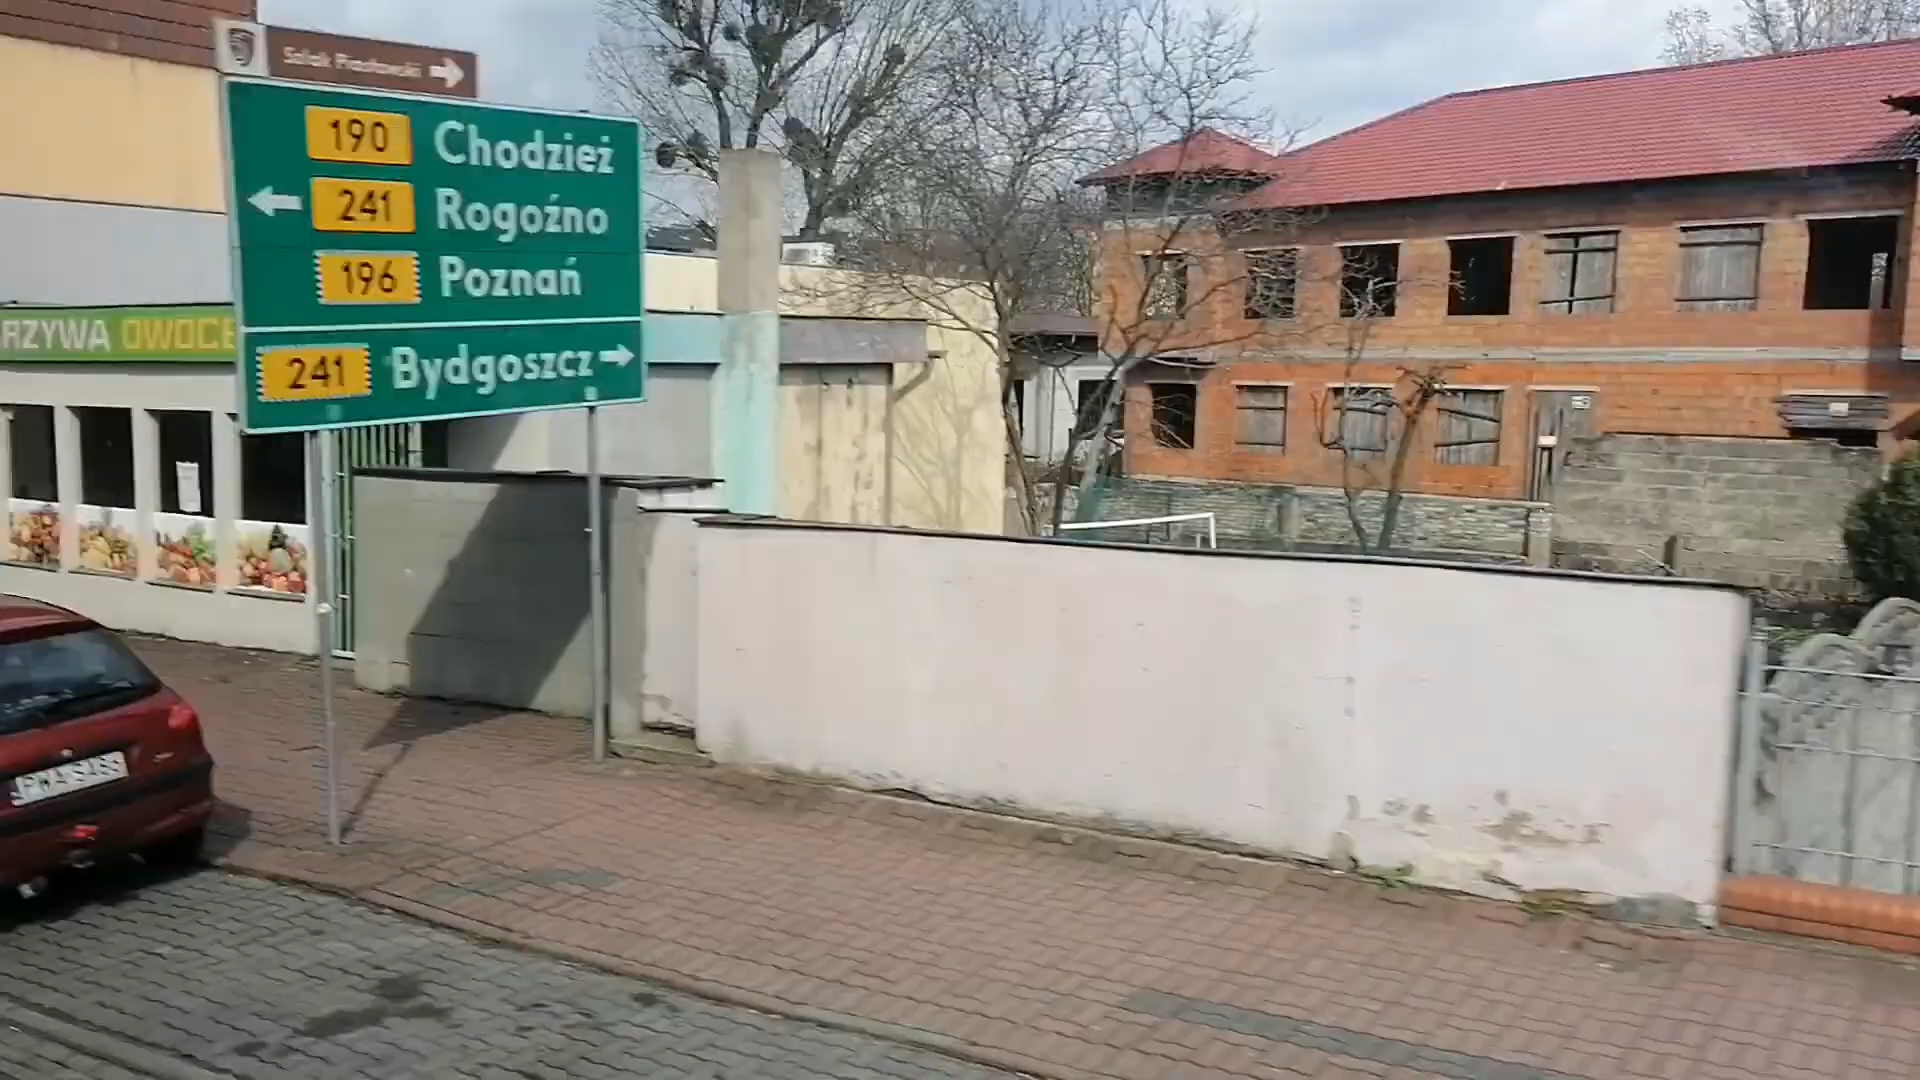 Szlak Piastowski
190 Chodzież
241 Rogoźno
196 Poznań
241 Bydgoszcz
RZYWA OWOCE